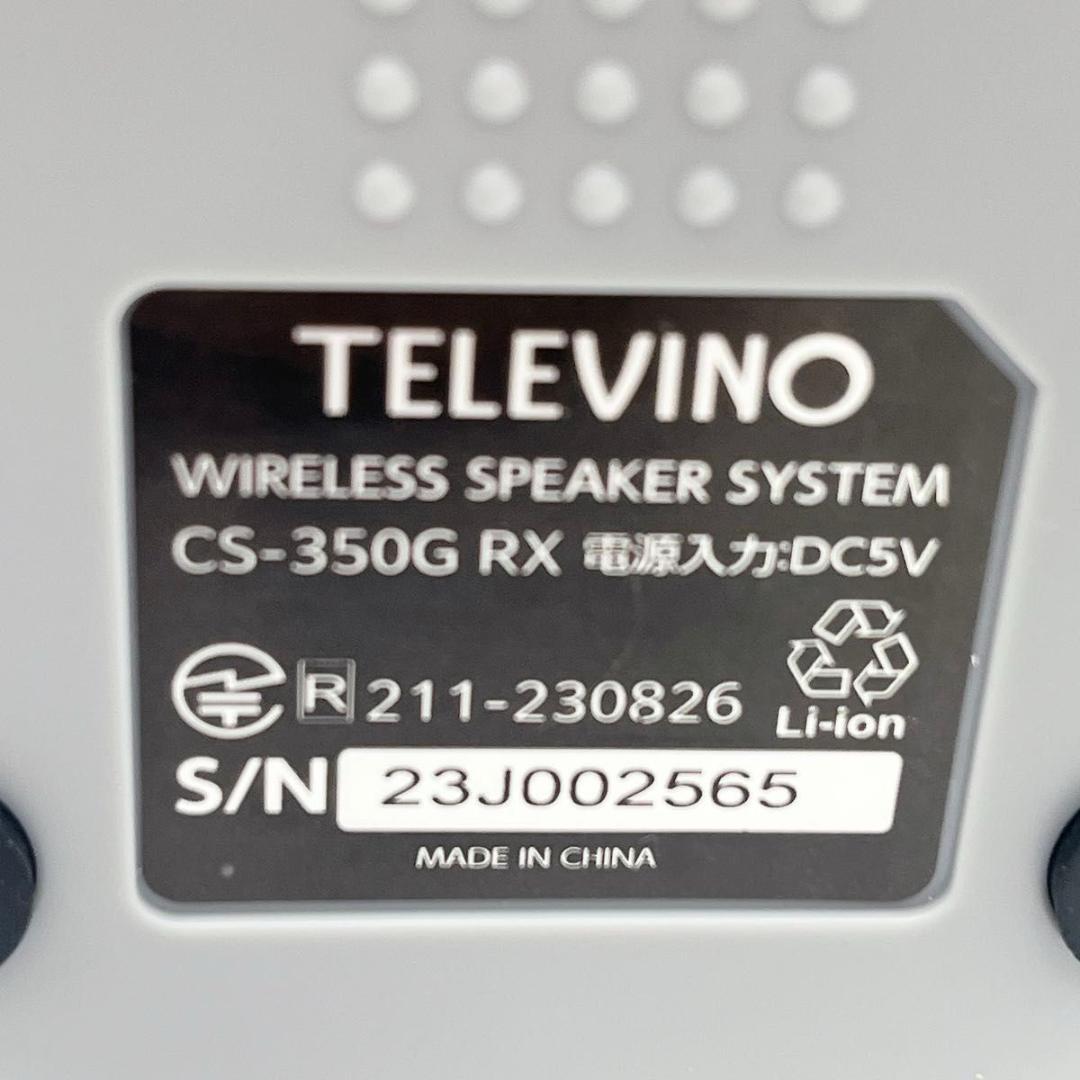 TELEVINO
WIRELESS SPEAKER SYSTEM
CS-350G RX 電源入力:DC5V
R 211-230826
Li-ion
S/N 23J002565
MADE IN CHINA